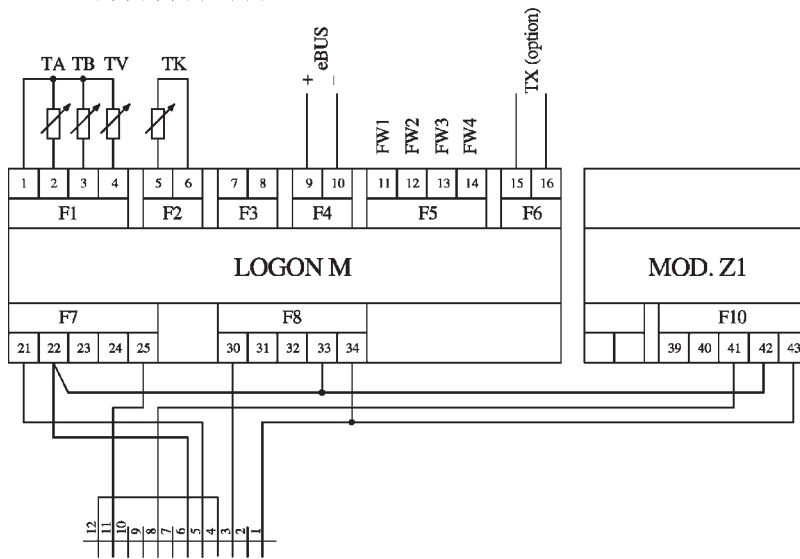 TA TB TV TK
+ eBUS –
TX (option)
FW1 FW2 FW3 FW4
1 2 3 4 5 6 7 8 9 10 11 12 13 14 15 16
F1 F2 F3 F4 F5 F6
LOGON M MOD. Z1
F7 F8 F10
21 22 23 24 25 30 31 32 33 34 39 40 41 42 43
12 11 10 9 8 7 6 5 4 3 2 1